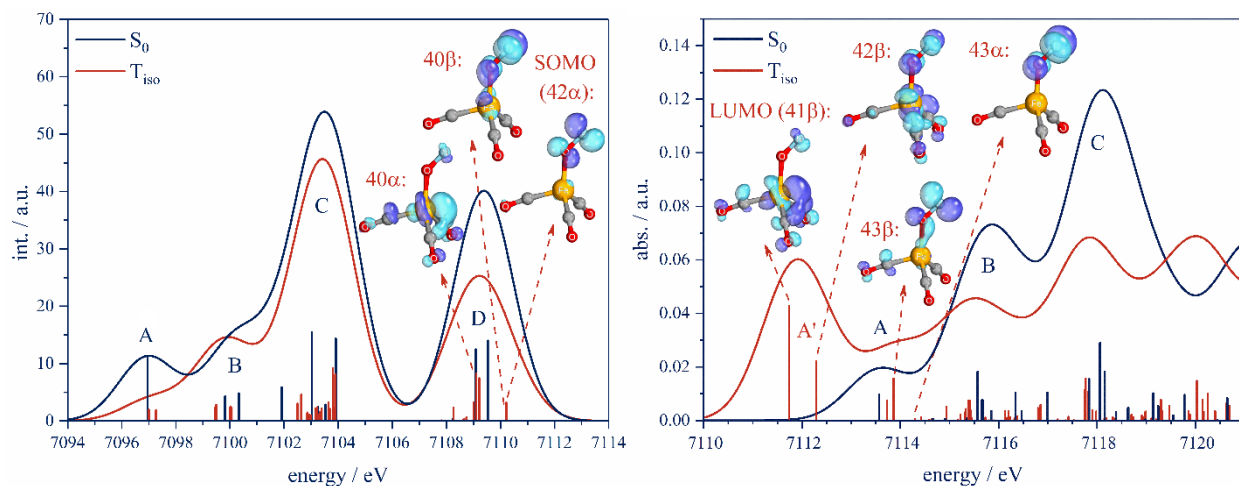 70
60
50
40
30
20
10
0
int. / a.u.
S0
Tiso
A
B
C
D
40β:
SOMO
(42α):
40α:
7094 7096 7098 7100 7102 7104 7106 7108 7110 7112 7114
energy / eV
0.14
0.12
0.10
0.08
0.06
0.04
0.02
0.00
abs. / a.u.
S0
Tiso
42β:
43α:
LUMO (41β):
43β:
A'
A
B
C
7110 7112 7114 7116 7118 7120
energy / eV